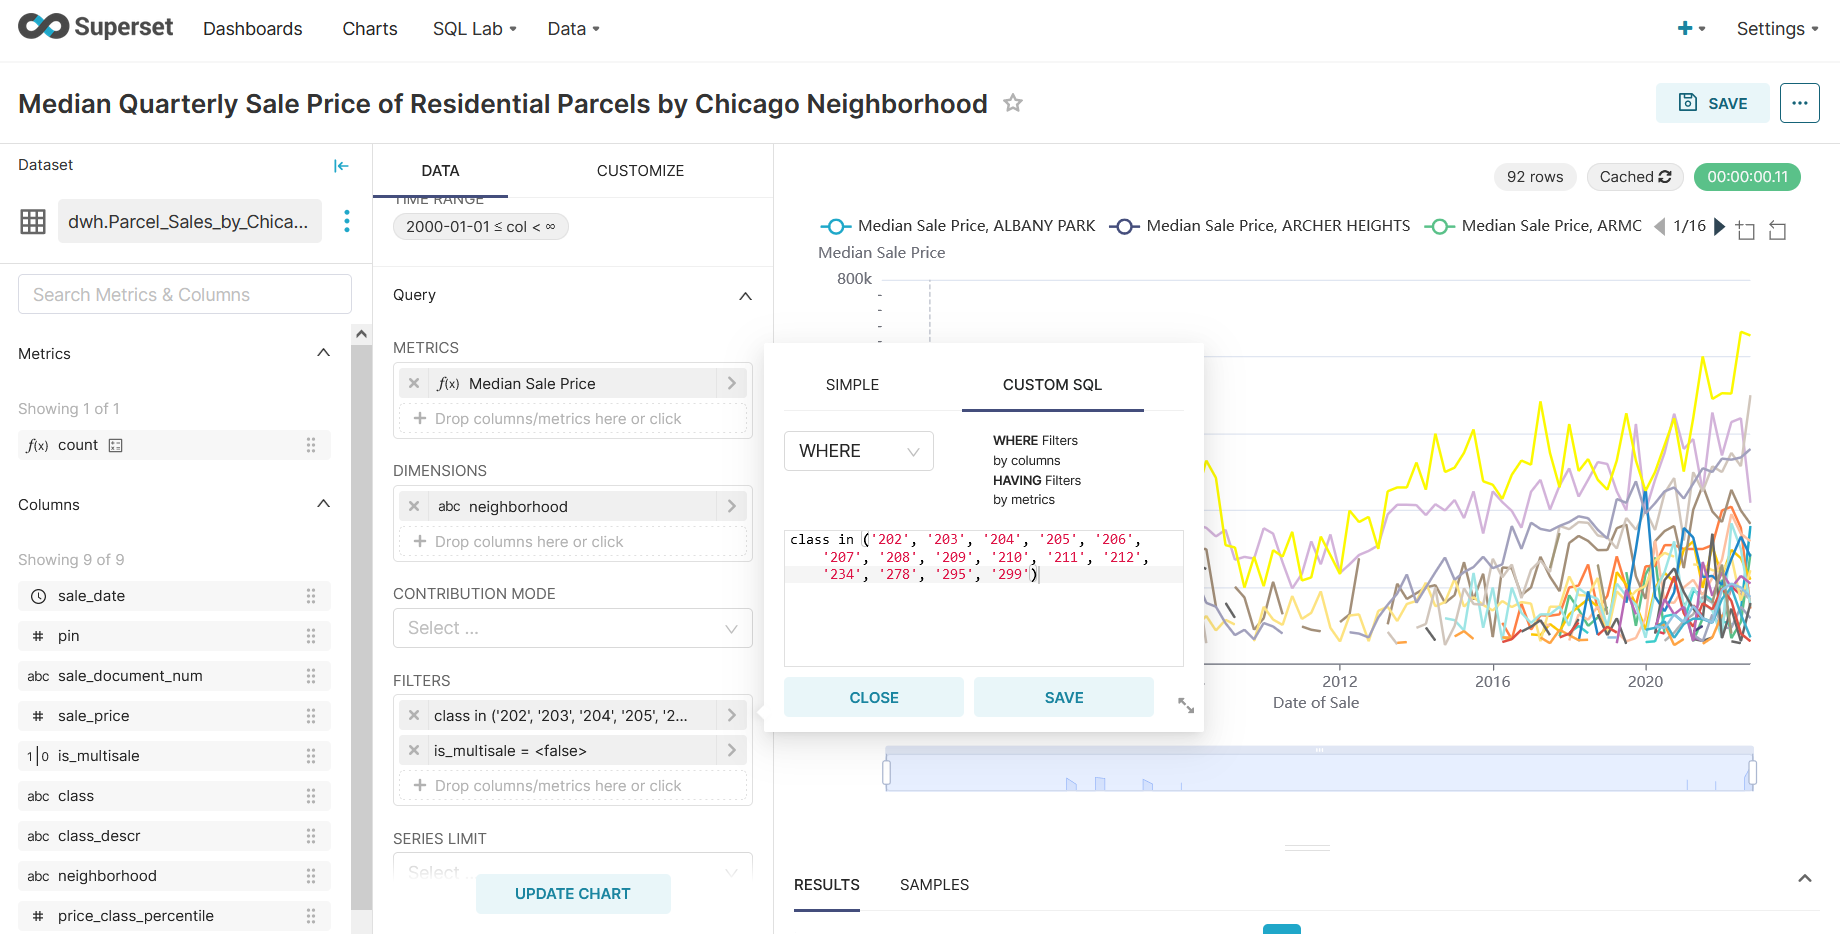 Superset
Dashboards
Charts
SQL Lab
Data
Settings
Median Quarterly Sale Price of Residential Parcels by Chicago Neighborhood
SAVE
Dataset
dwh.Parcel_Sales_by_Chica...
Search Metrics & Columns
Metrics
Showing 1 of 1
f(x) count
Columns
Showing 9 of 9
sale_date
# pin
abc sale_document_num
# sale_price
1|0 is_multisale
abc class
abc class_descr
abc neighborhood
# price_class_percentile
DATA
CUSTOMIZE
TIME RANGE
2000-01-01 ≤ col < ∞
Query
METRICS
f(x) Median Sale Price
Drop columns/metrics here or click
DIMENSIONS
abc neighborhood
Drop columns here or click
CONTRIBUTION MODE
Select ...
FILTERS
class in ('202', '203', '204', '205', '2...
is_multisale = <false>
Drop columns/metrics here or click
SERIES LIMIT
Select ...
UPDATE CHART
92 rows
Cached
00:00:00.11
Median Sale Price, ALBANY PARK
Median Sale Price, ARCHER HEIGHTS
Median Sale Price, ARMC
1/16
Median Sale Price
800k
SIMPLE
CUSTOM SQL
WHERE
WHERE Filters
by columns
HAVING Filters
by metrics
class in ('202', '203', '204', '205', '206',
'207', '208', '209', '210', '211', '212',
'234', '278', '295', '299')
CLOSE
SAVE
2012
2016
2020
Date of Sale
RESULTS
SAMPLES